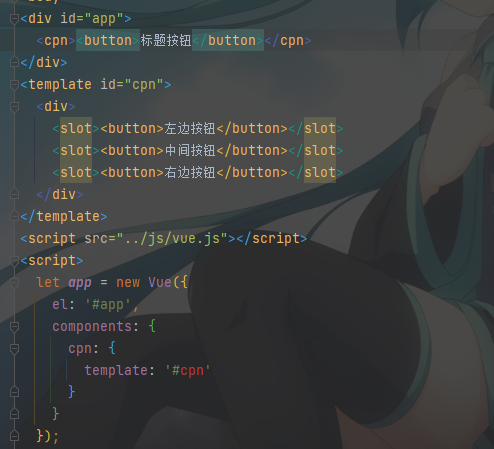 <div id="app">
<cpn><button>标题按钮</button></cpn>
</div>
<template id="cpn">
<div>
<slot><button>左边按钮</button></slot>
<slot><button>中间按钮</button></slot>
<slot><button>右边按钮</button></slot>
</div>
</template>
<script src="../js/vue.js"></script>
<script>
let app = new Vue({
el: '#app',
components: {
cpn: {
template: '#cpn'
}
}
});